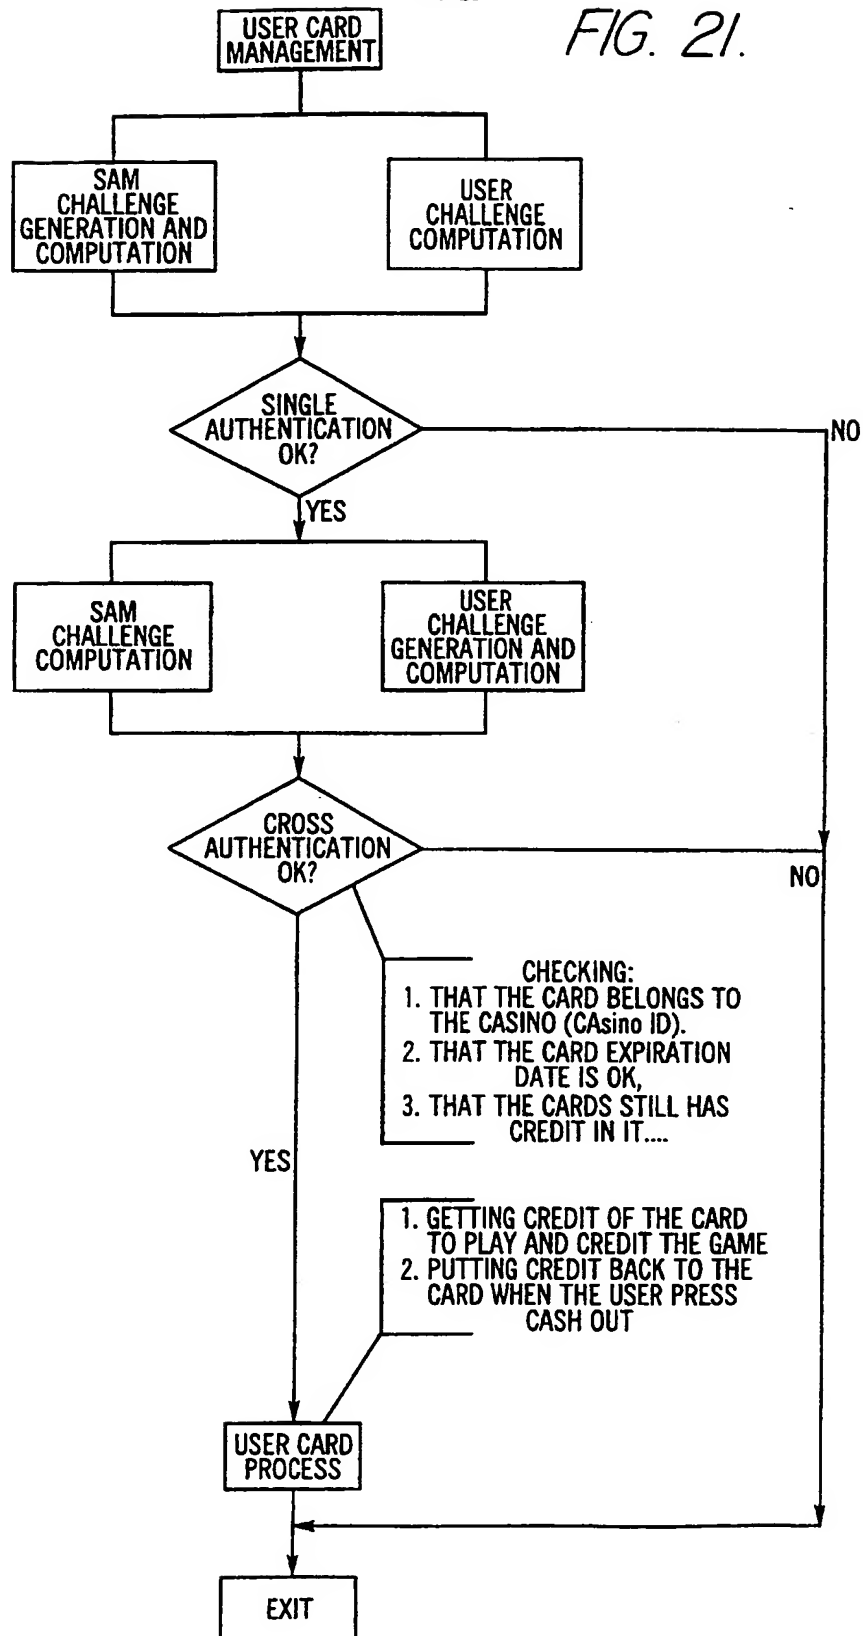 FIG. 21.
USER CARD
MANAGEMENT
SAM
CHALLENGE
GENERATION AND
COMPUTATION
USER
CHALLENGE
COMPUTATION
SINGLE
AUTHENTICATION
OK?
NO
YES
SAM
CHALLENGE
COMPUTATION
USER
CHALLENGE
GENERATION AND
COMPUTATION
CROSS
AUTHENTICATION
OK?
NO
CHECKING:
1. THAT THE CARD BELONGS TO
THE CASINO (CAsino ID).
2. THAT THE CARD EXPIRATION
DATE IS OK,
3. THAT THE CARDS STILL HAS
CREDIT IN IT....
YES
1. GETTING CREDIT OF THE CARD
TO PLAY AND CREDIT THE GAME
2. PUTTING CREDIT BACK TO THE
CARD WHEN THE USER PRESS
CASH OUT
USER CARD
PROCESS
EXIT